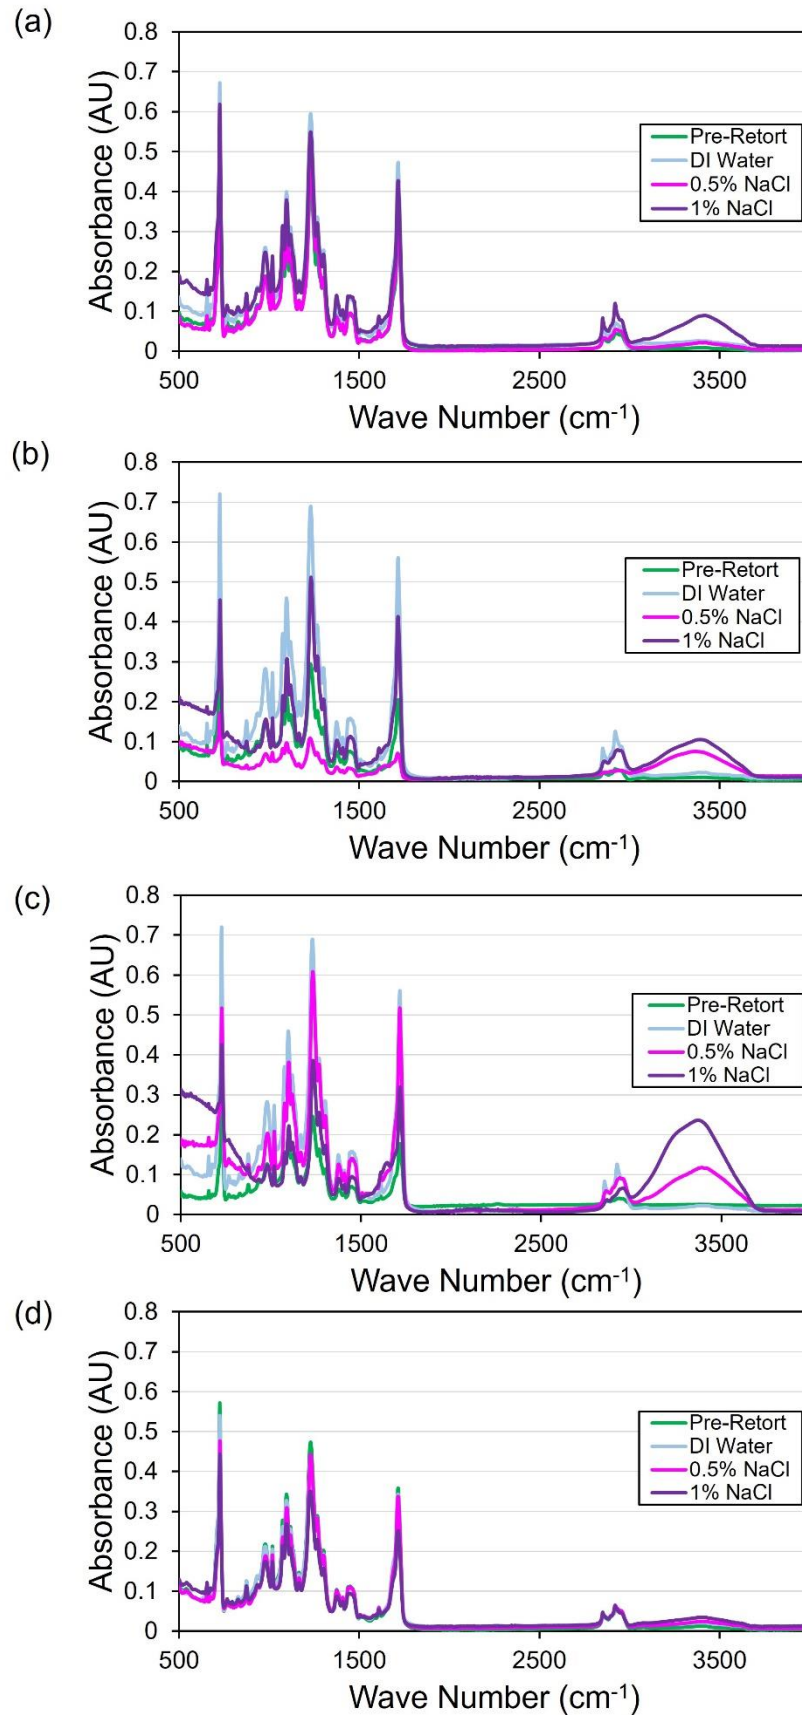 (a)
0.8
0.7
0.6
0.5
0.4
0.3
0.2
0.1
0
Absorbance (AU)
Pre-Retort
DI Water
0.5% NaCl
1% NaCl
500 1500 2500 3500
Wave Number (cm⁻¹)
(b)
0.8
0.7
0.6
0.5
0.4
0.3
0.2
0.1
0
Absorbance (AU)
Pre-Retort
DI Water
0.5% NaCl
1% NaCl
500 1500 2500 3500
Wave Number (cm⁻¹)
(c)
0.8
0.7
0.6
0.5
0.4
0.3
0.2
0.1
0
Absorbance (AU)
Pre-Retort
DI Water
0.5% NaCl
1% NaCl
500 1500 2500 3500
Wave Number (cm⁻¹)
(d)
0.8
0.7
0.6
0.5
0.4
0.3
0.2
0.1
0
Absorbance (AU)
Pre-Retort
DI Water
0.5% NaCl
1% NaCl
500 1500 2500 3500
Wave Number (cm⁻¹)